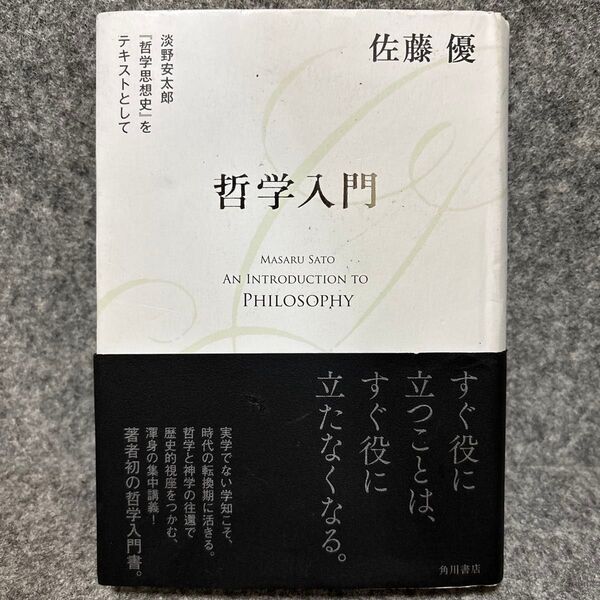 佐藤 優
淡野安太郎
『哲学思想史』を
テキストとして
哲学入門
MASARU SATO
AN INTRODUCTION TO
PHILOSOPHY
すぐ役に
立つことは、
すぐ役に
立たなくなる。
実学でない学知こそ、
時代の転換期に活きる。
哲学と神学の往還で
歴史的視座をつかむ、
渾身の集中講義！
著者初の哲学入門書。
角川書店